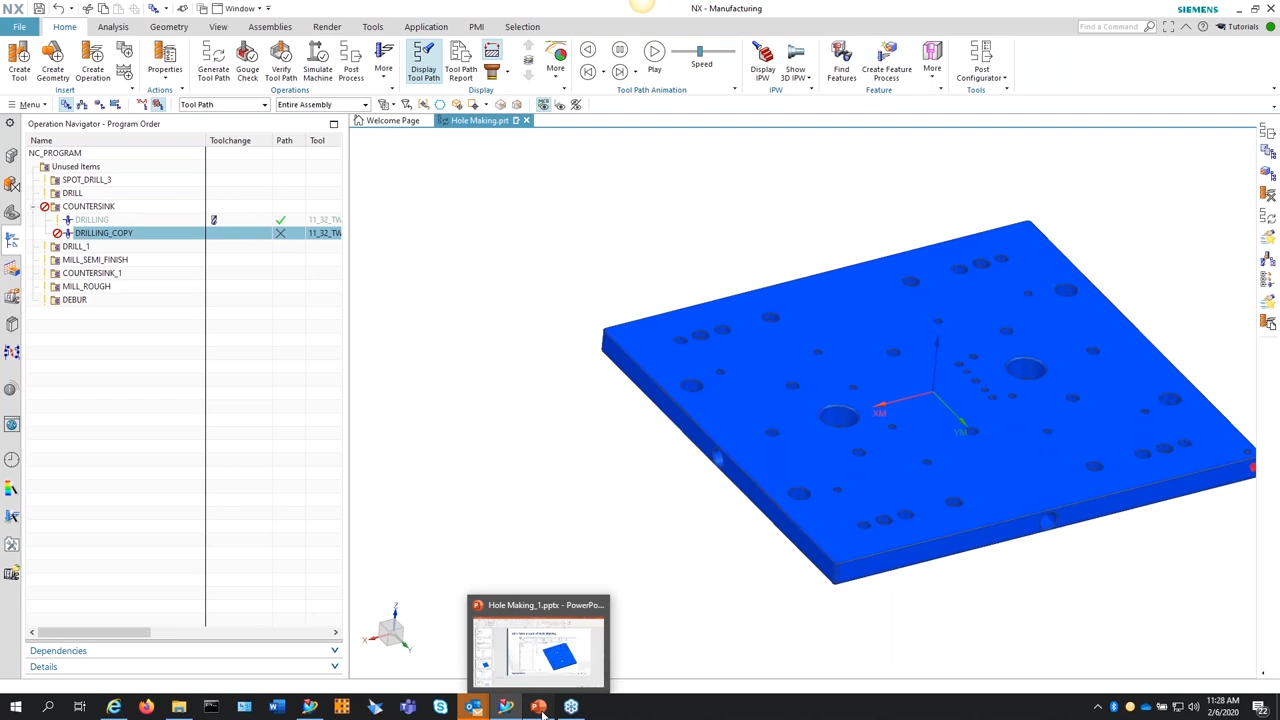 NX
Window
NX - Manufacturing
SIEMENS
File
Home
Analysis
Geometry
View
Assemblies
Render
Tools
Application
PMI
Selection
Find a Command
Tutorials
Create Tool
Create Geometry
Create Operation
Properties
Generate Tool Path
Gouge Check
Verify Tool Path
Simulate Machine
Post Process
More
Display Tool Path
Tool Path Report
More
Play
Speed
Display IPW
Show 3D IPW
Find Features
Create Feature Process
More
Post Configurator
Insert
Operations
Display
Tool Path Animation
IPW
Feature
Tools
Menu
Tool Path
Entire Assembly
Operation Navigator - Program Order
Welcome Page
Hole Making.prt
Name
Toolchange
Path
Tool
NC_PROGRAM
Unused Items
SPOT_DRILL_3
DRILL
COUNTERSINK
DRILLING
11_32_TW
DRILLING_COPY
11_32_TW
DRILL_1
MILL_SEMI_FINISH
COUNTERSINK_1
MILL_ROUGH
DEBUR
XM
YM
Z
X
Y
Hole Making_1.pptx - PowerPo...
Dependencies
Details
11:28 AM
2/6/2020
22